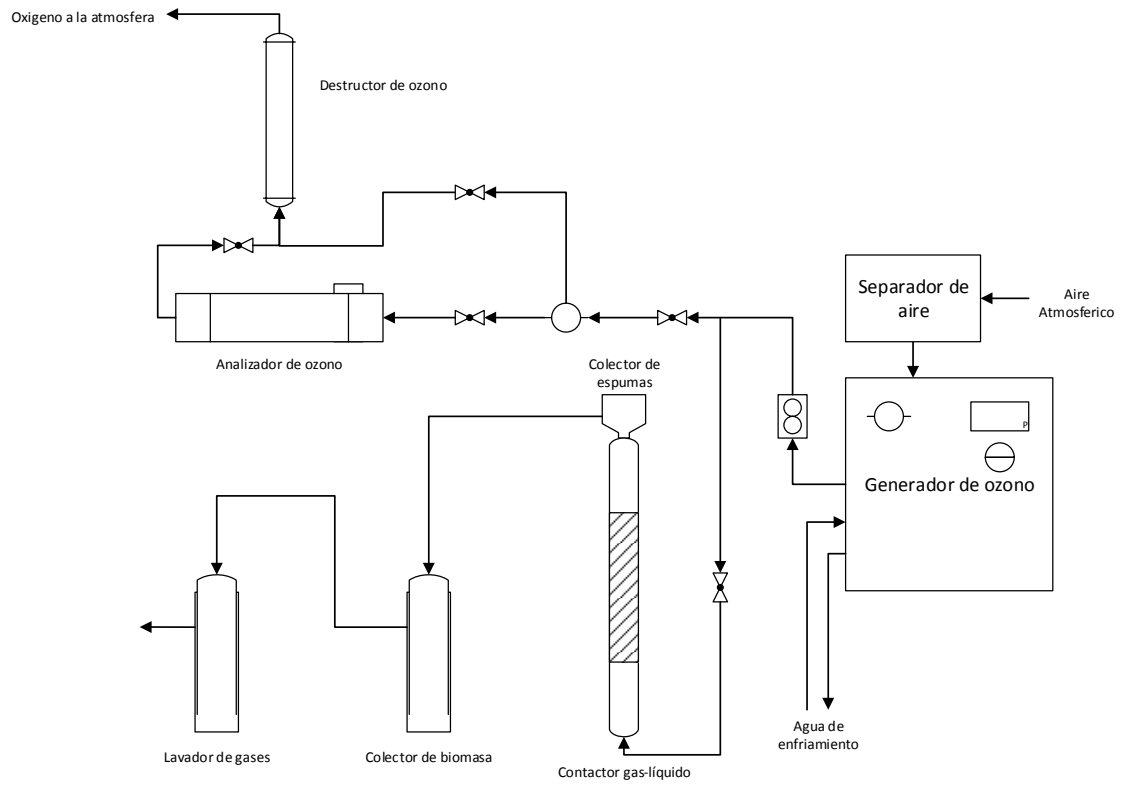 Oxigeno a la atmosfera
Destructor de ozono
Separador de
aire
Aire
Atmosferico
Analizador de ozono
Colector de
espumas
P
Generador de ozono
Agua de
enfriamiento
Lavador de gases
Colector de biomasa
Contactor gas-líquido